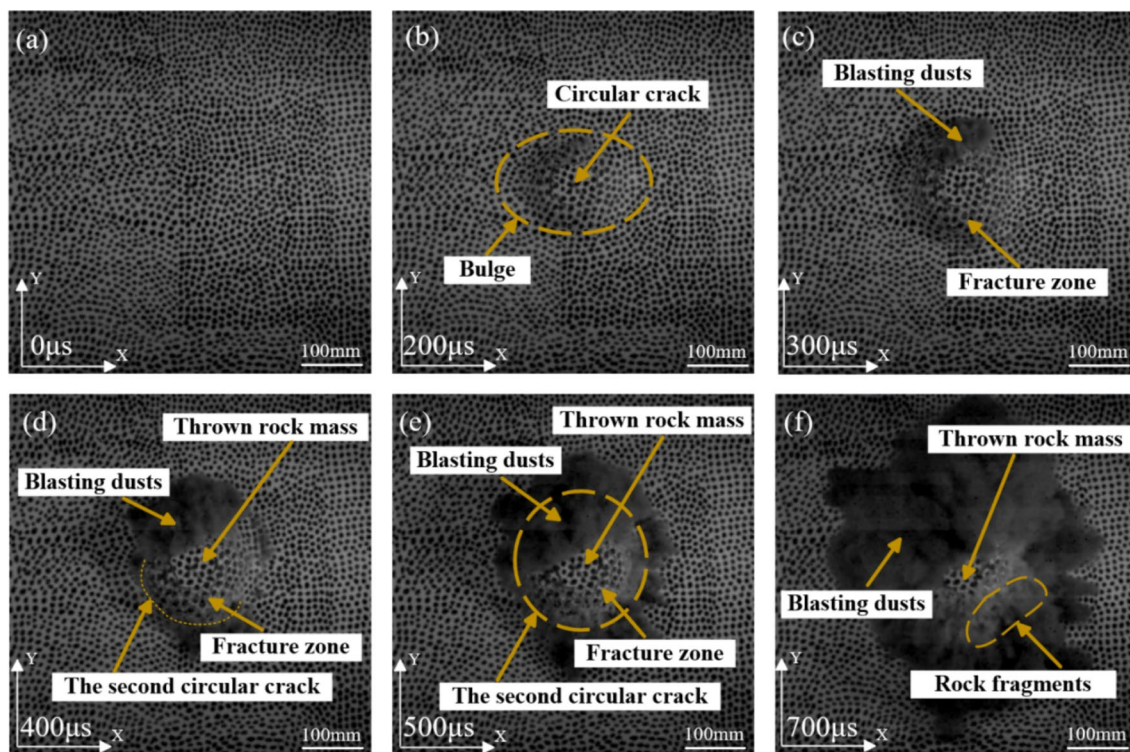 (a)
Y
0μs
X
100mm
(b)
Circular crack
Bulge
Y
200μs
X
100mm
(c)
Blasting dusts
Fracture zone
Y
300μs
X
100mm
(d)
Thrown rock mass
Blasting dusts
Fracture zone
The second circular crack
Y
400μs
X
100mm
(e)
Thrown rock mass
Blasting dusts
Fracture zone
The second circular crack
Y
500μs
X
100mm
(f)
Thrown rock mass
Blasting dusts
Rock fragments
Y
700μs
X
100mm